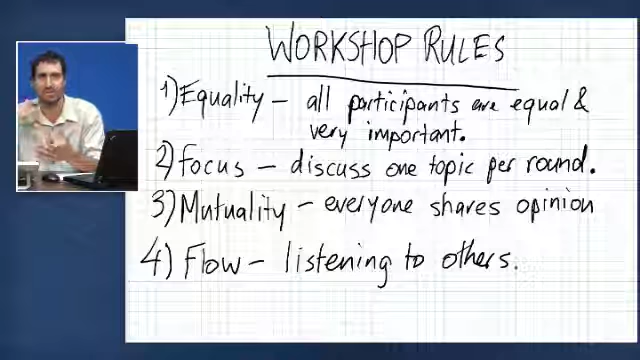 WORKSHOP RULES
1) Equality - all participants are equal &
very important.
2) Focus - discuss one topic per round.
3) Mutuality - everyone shares opinion
4) Flow - listening to others.